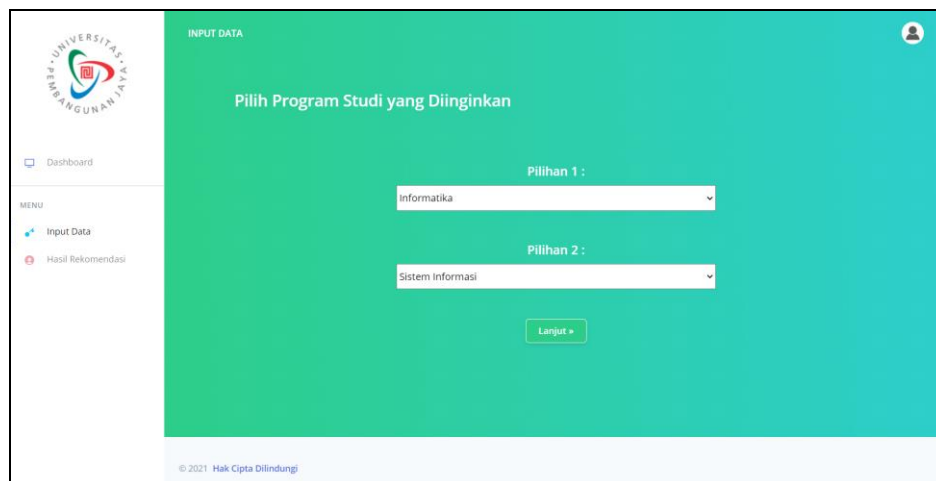 UNIVERSITAS
PEMBANGUNAN JAYA
Dashboard
MENU
Input Data
Hasil Rekomendasi
INPUT DATA
Pilih Program Studi yang Diinginkan
Pilihan 1 :
Informatika
Pilihan 2 :
Sistem Informasi
Lanjut »
© 2021 Hak Cipta Dilindungi